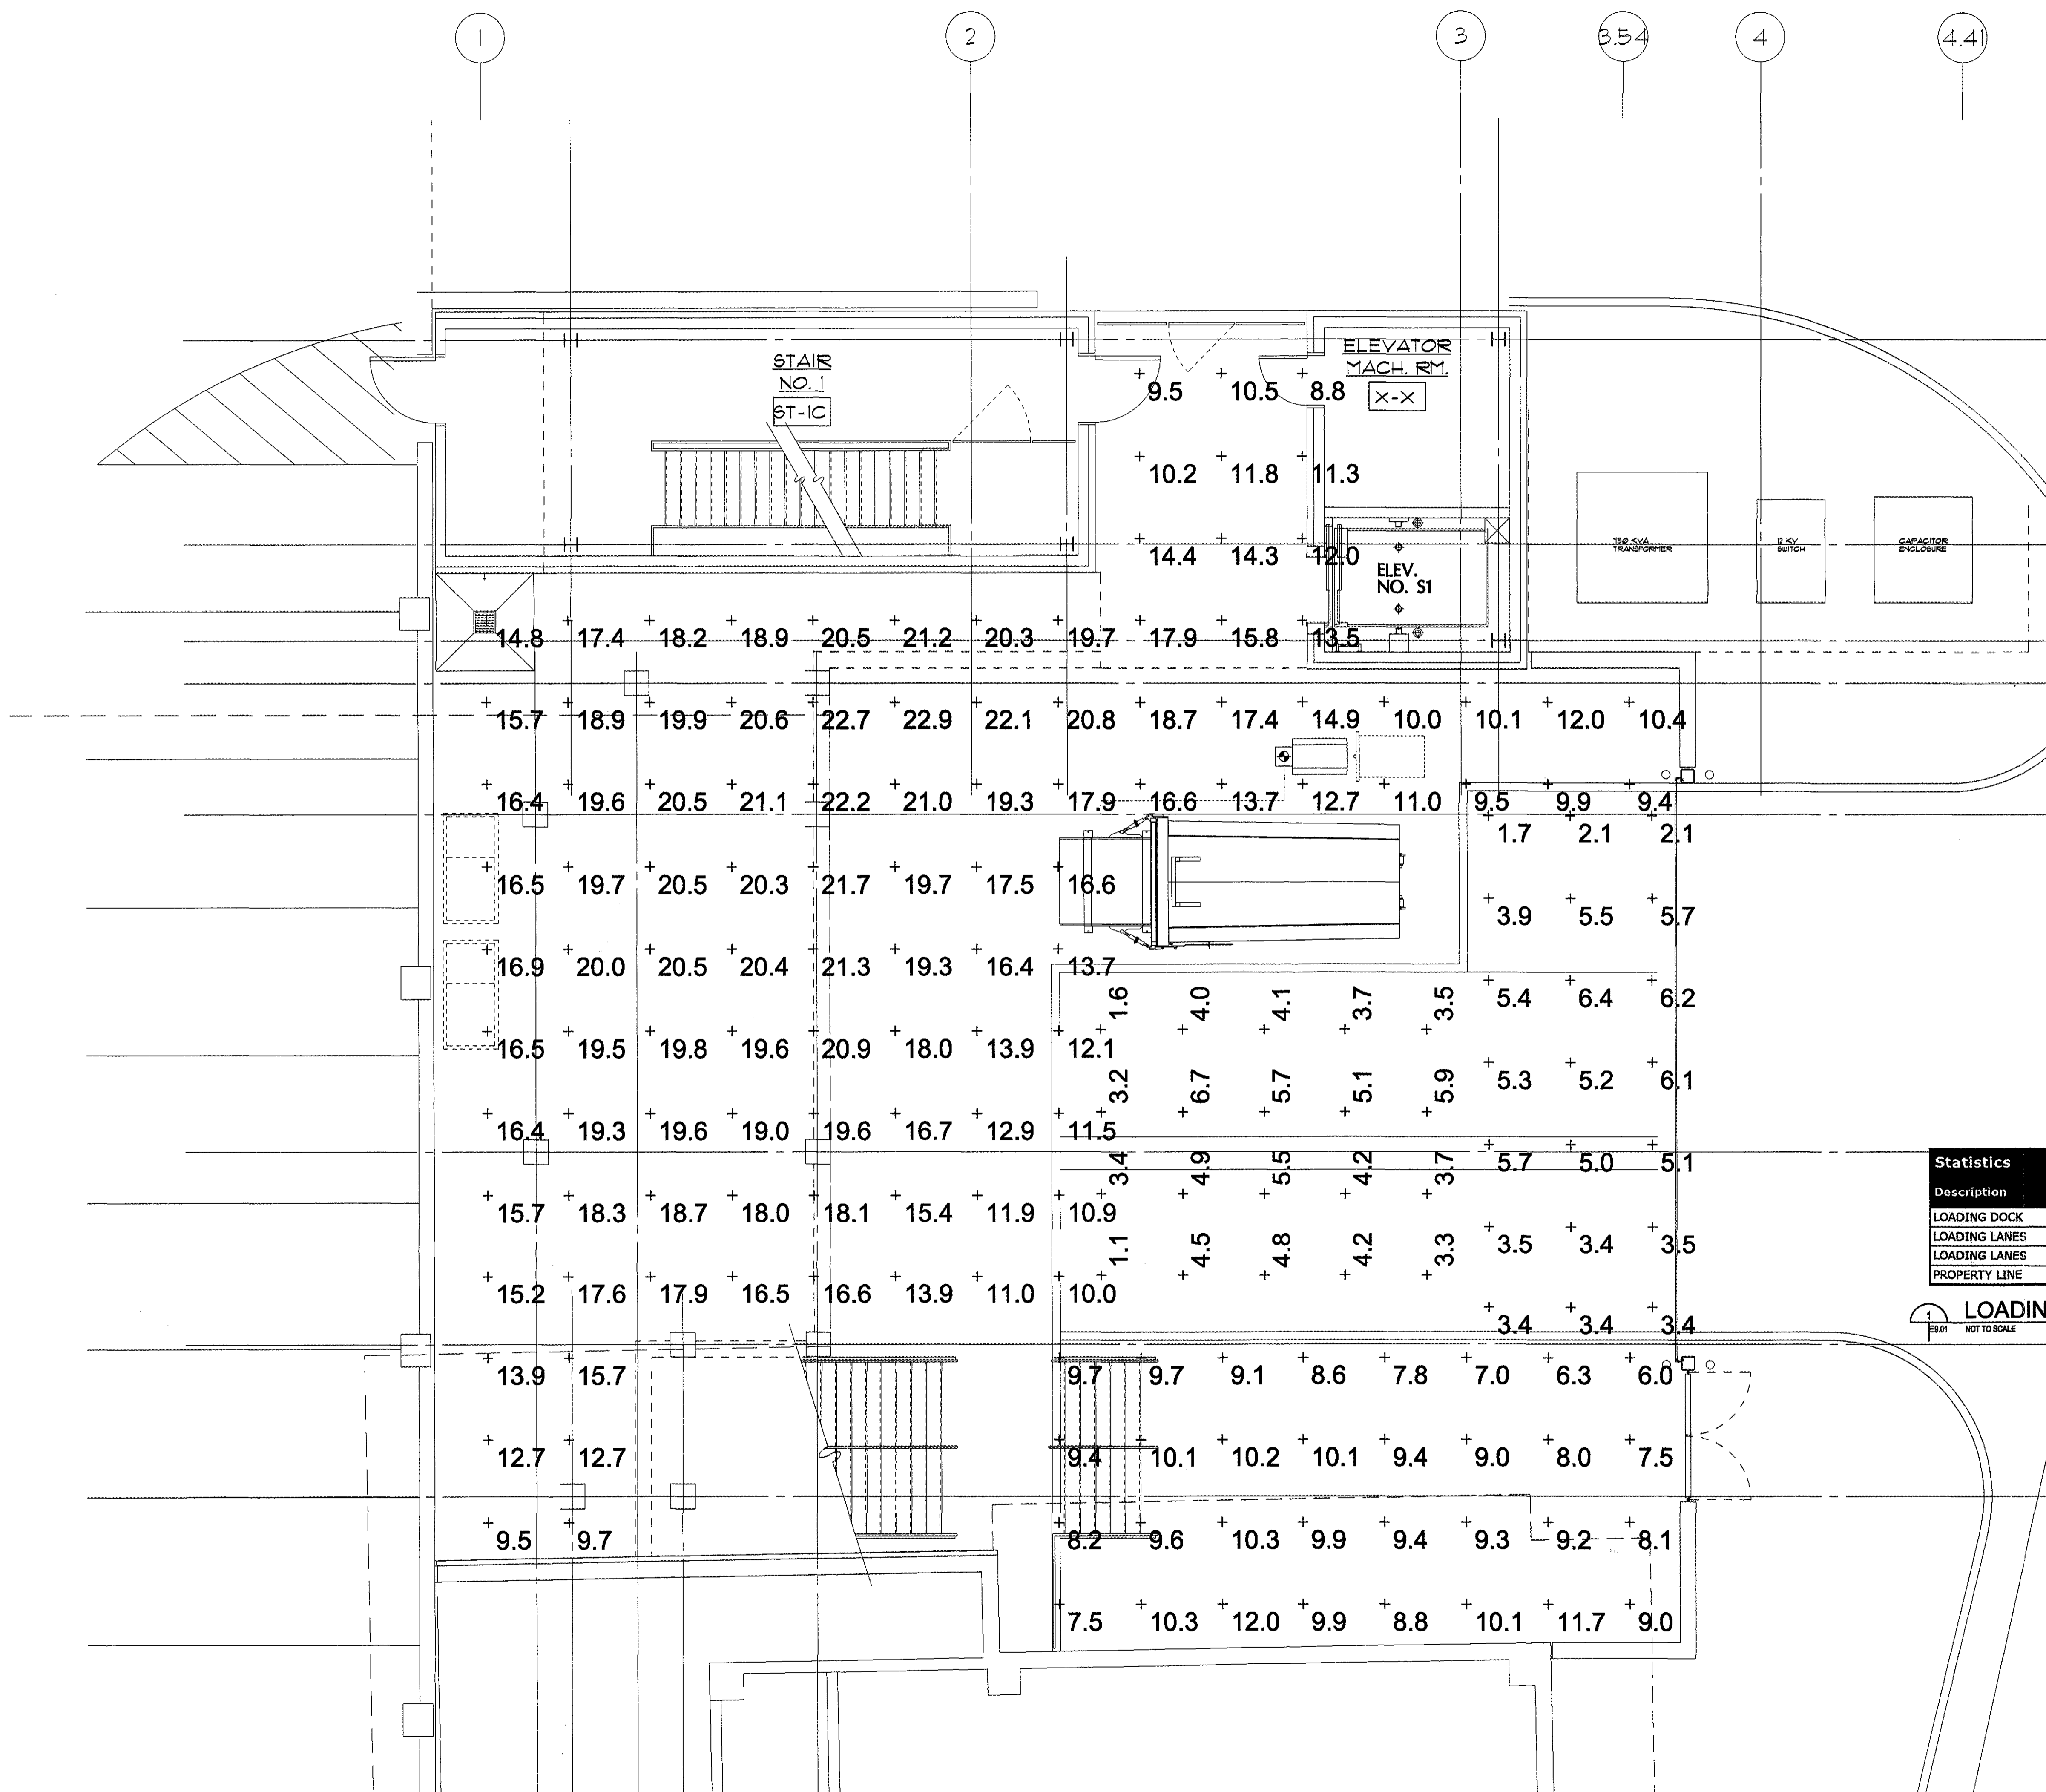 1 2 3 3.54 4 4.41
STAIR
NO. 1
ST-1C
ELEVATOR
MACH. RM.
X-X
9.5 10.5 8.8
10.2 11.8 11.3
14.4 14.3 12.0
ELEV.
NO. S1
750 KVA
TRANSFORMER
12 KV
SWITCH
CAPACITOR
ENCLOSURE
14.8 17.4 18.2 18.9 20.5 21.2 20.3 19.7 17.9 15.8 13.5
15.7 18.9 19.9 20.6 22.7 22.9 22.1 20.8 18.7 17.4 14.9 10.0 10.1 12.0 10.4
16.4 19.6 20.5 21.1 22.2 21.0 19.3 17.9 16.6 13.7 12.7 11.0 9.5 9.9 9.4
1.7 2.1 2.1
16.5 19.7 20.5 20.3 21.7 19.7 17.5 16.6
3.9 5.5 5.7
16.9 20.0 20.5 20.4 21.3 19.3 16.4 13.7
1.6 4.0 4.1 3.7 3.5 5.4 6.4 6.2
16.5 19.5 19.8 19.6 20.9 18.0 13.9 12.1
3.2 6.7 5.7 5.1 5.9 5.3 5.2 6.1
16.4 19.3 19.6 19.0 19.6 16.7 12.9 11.5
3.4 4.9 5.5 4.2 3.7 5.7 5.0 5.1
15.7 18.3 18.7 18.0 18.1 15.4 11.9 10.9
1.1 4.5 4.8 4.2 3.3 3.5 3.4 3.5
15.2 17.6 17.9 16.5 16.6 13.9 11.0 10.0
3.4 3.4 3.4
13.9 15.7 9.7 9.7 9.1 8.6 7.8 7.0 6.3 6.0
12.7 12.7 9.4 10.1 10.2 10.1 9.4 9.0 8.0 7.5
9.5 9.7 8.2 9.6 10.3 9.9 9.4 9.3 9.2 8.1
7.5 10.3 12.0 9.9 8.8 10.1 11.7 9.0
Statistics
Description
LOADING DOCK
LOADING LANES
LOADING LANES
PROPERTY LINE
1 LOADIN
E9.01 NOT TO SCALE